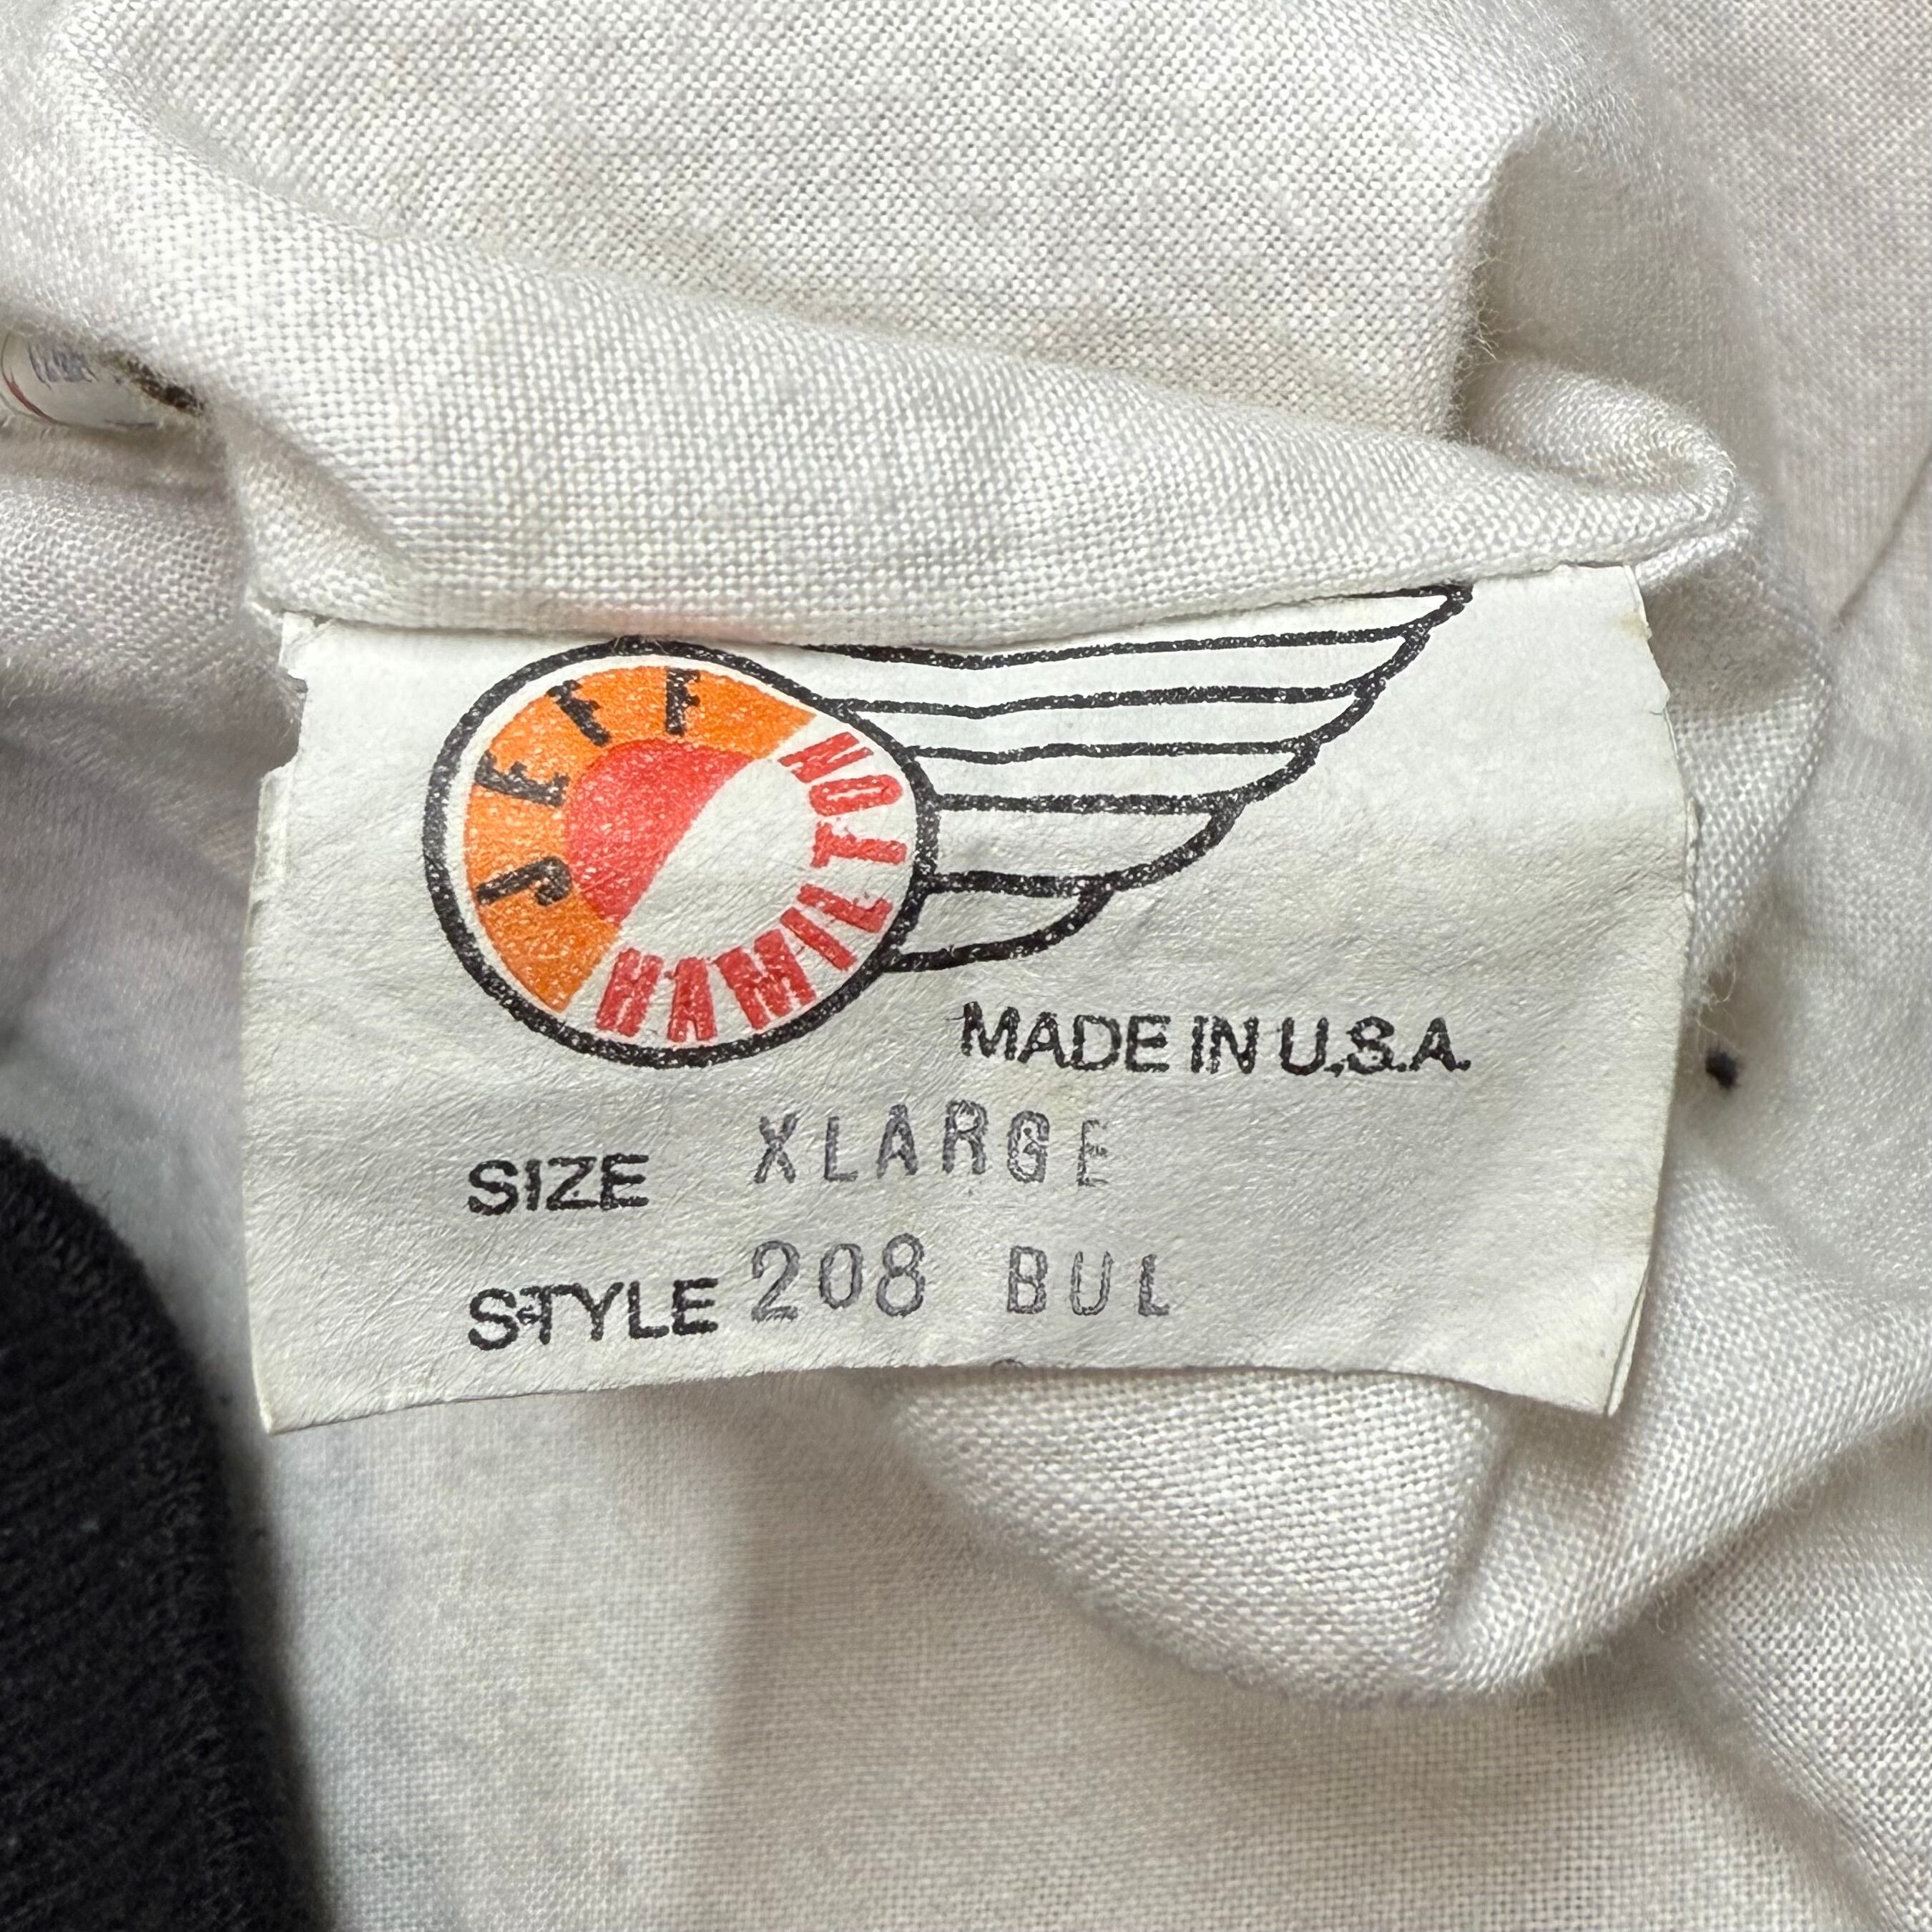 JEFF
HAMILTON
MADE IN U.S.A.
SIZE XLARGE
STYLE 208 BUL